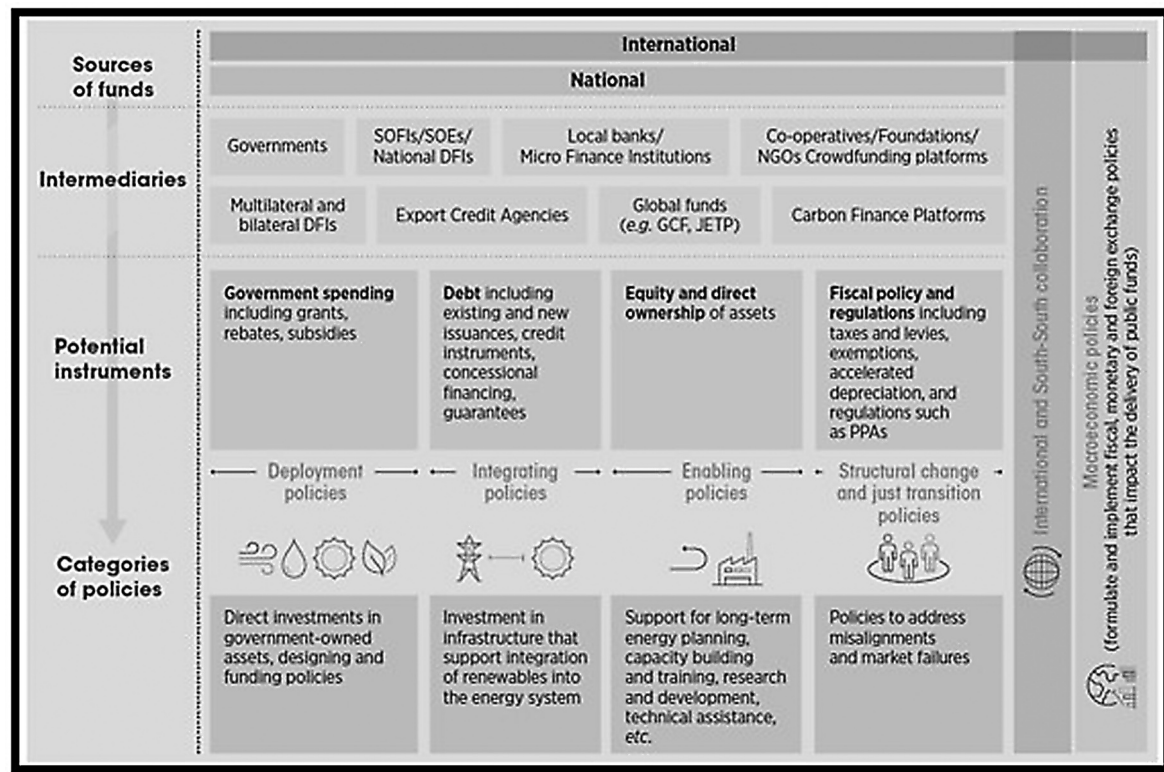 Sources
of funds
International
National
Intermediaries
Governments
SOFIs/SOEs/
National DFIs
Local banks/
Micro Finance Institutions
Co-operatives/Foundations/
NGOs Crowdfunding platforms
Multilateral and
bilateral DFIs
Export Credit Agencies
Global funds
(e.g. GCF, JETP)
Carbon Finance Platforms
Potential
instruments
Government spending
including grants,
rebates, subsidies
Debt including
existing and new
issuances, credit
instruments,
concessional
financing,
guarantees
Equity and direct
ownership of assets
Fiscal policy and
regulations including
taxes and levies,
exemptions,
accelerated
depreciation, and
regulations such
as PPAs
Categories
of policies
Deployment
policies
Integrating
policies
Enabling
policies
Structural change
and just transition
policies
Direct investments in
government-owned
assets, designing and
funding policies
Investment in
infrastructure that
support integration
of renewables into
the energy system
Support for long-term
energy planning,
capacity building
and training, research
and development,
technical assistance,
etc.
Policies to address
misalignments
and market failures
International and South-South collaboration
Macroeconomic policies
(formulate and implement fiscal, monetary and foreign exchange policies
that impact the delivery of public funds)